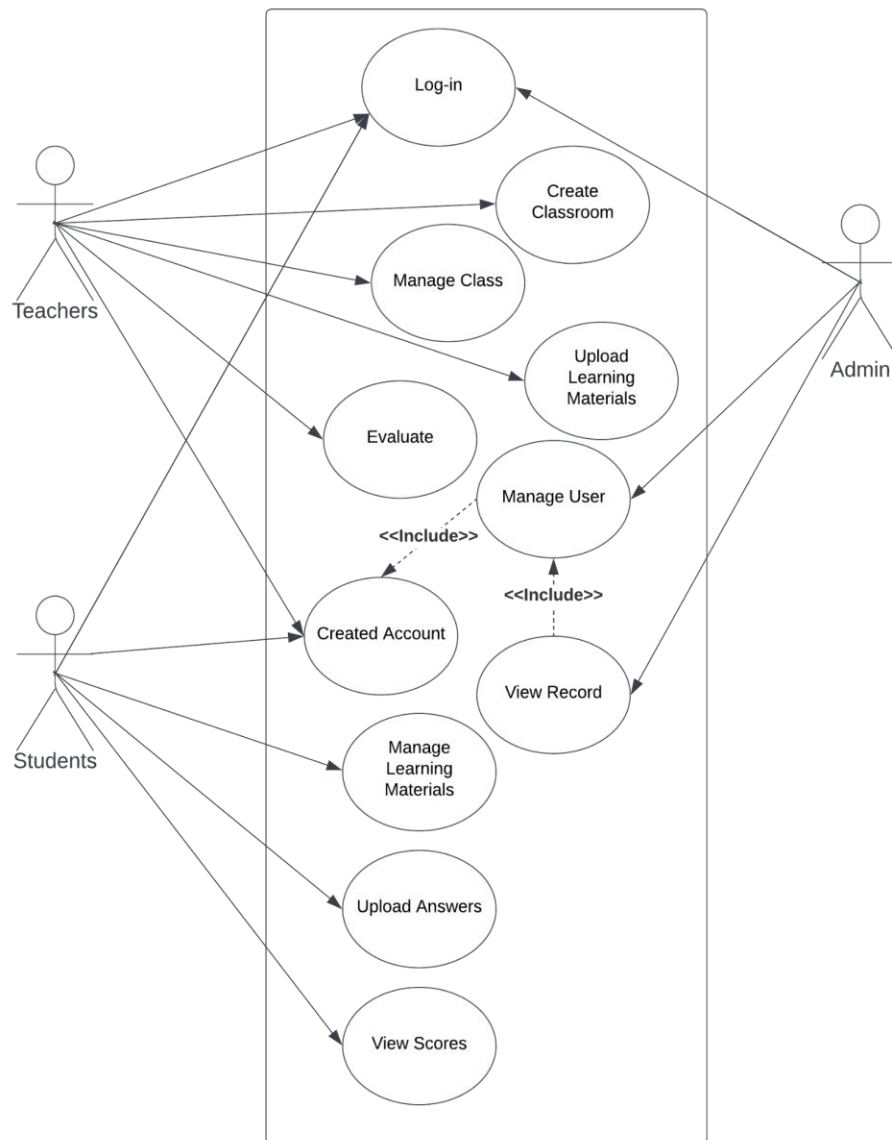 Log-in
Create
Classroom
Teachers
Manage Class
Admin
Upload
Learning
Materials
Evaluate
Manage User
<<Include>>
<<Include>>
Created Account
View Record
Students
Manage
Learning
Materials
Upload Answers
View Scores